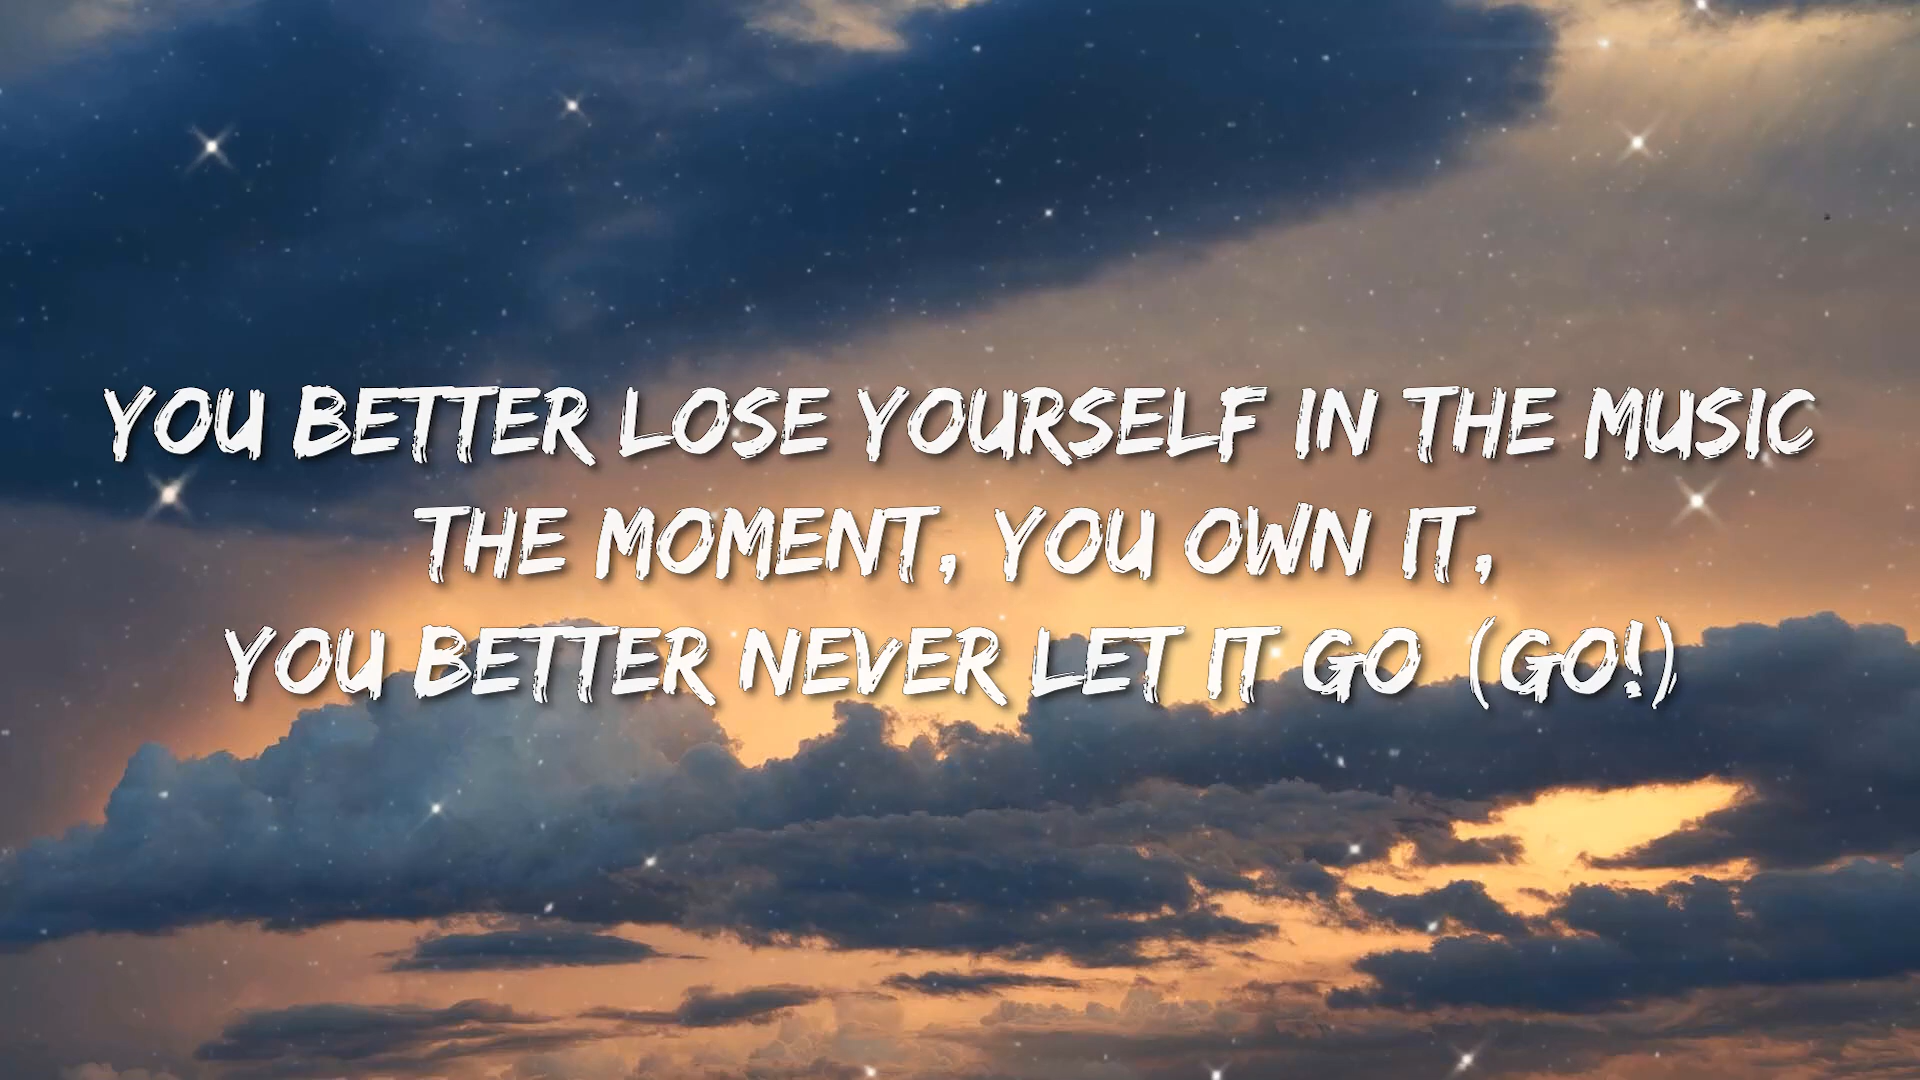 YOU BETTER LOSE YOURSELF IN THE MUSIC
THE MOMENT, YOU OWN IT,
YOU BETTER NEVER LET IT GO (GO!)